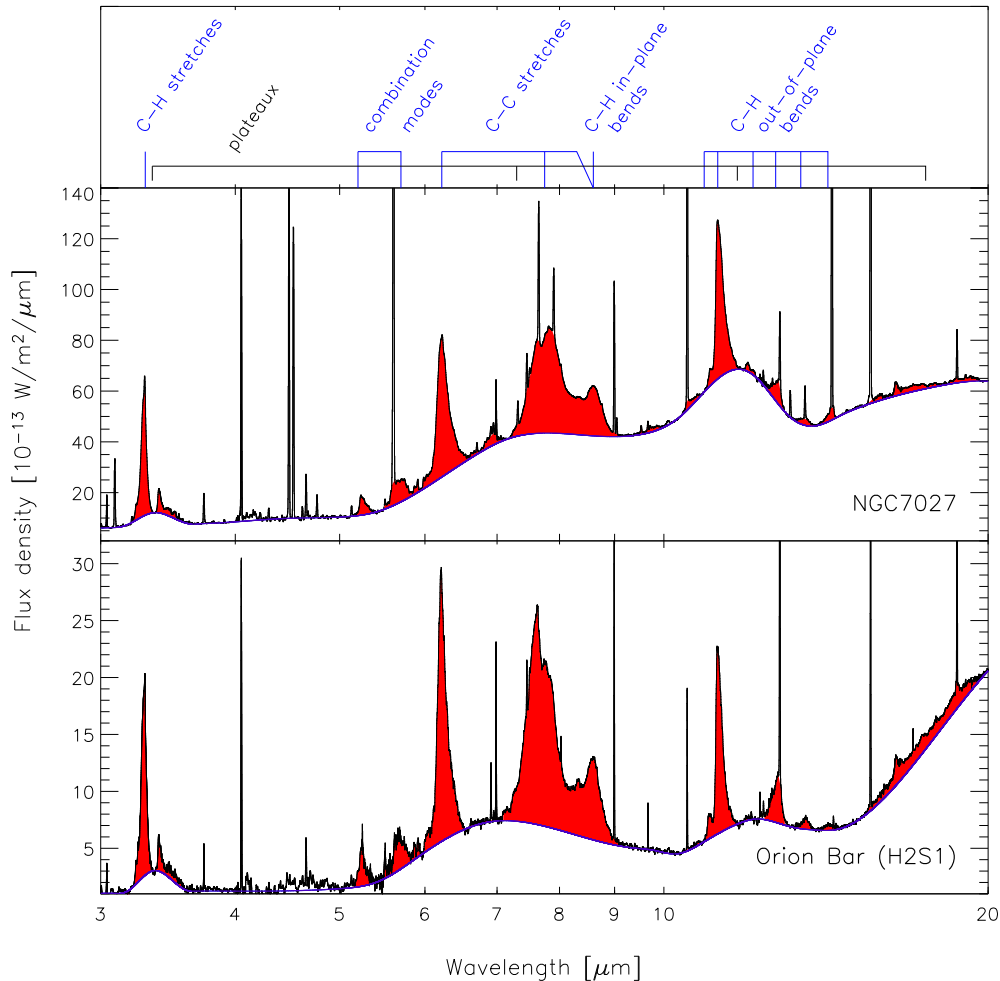 C-H stretches
plateaux
combination
modes
C-C stretches
C-H in-plane
bends
C-H
out-of-plane
bends
Flux density [10⁻¹³ W/m²/μm]
140
120
100
80
60
40
20
NGC7027
30
25
20
15
10
5
Orion Bar (H2S1)
3
4
5
6
7
8
9
10
20
Wavelength [μm]